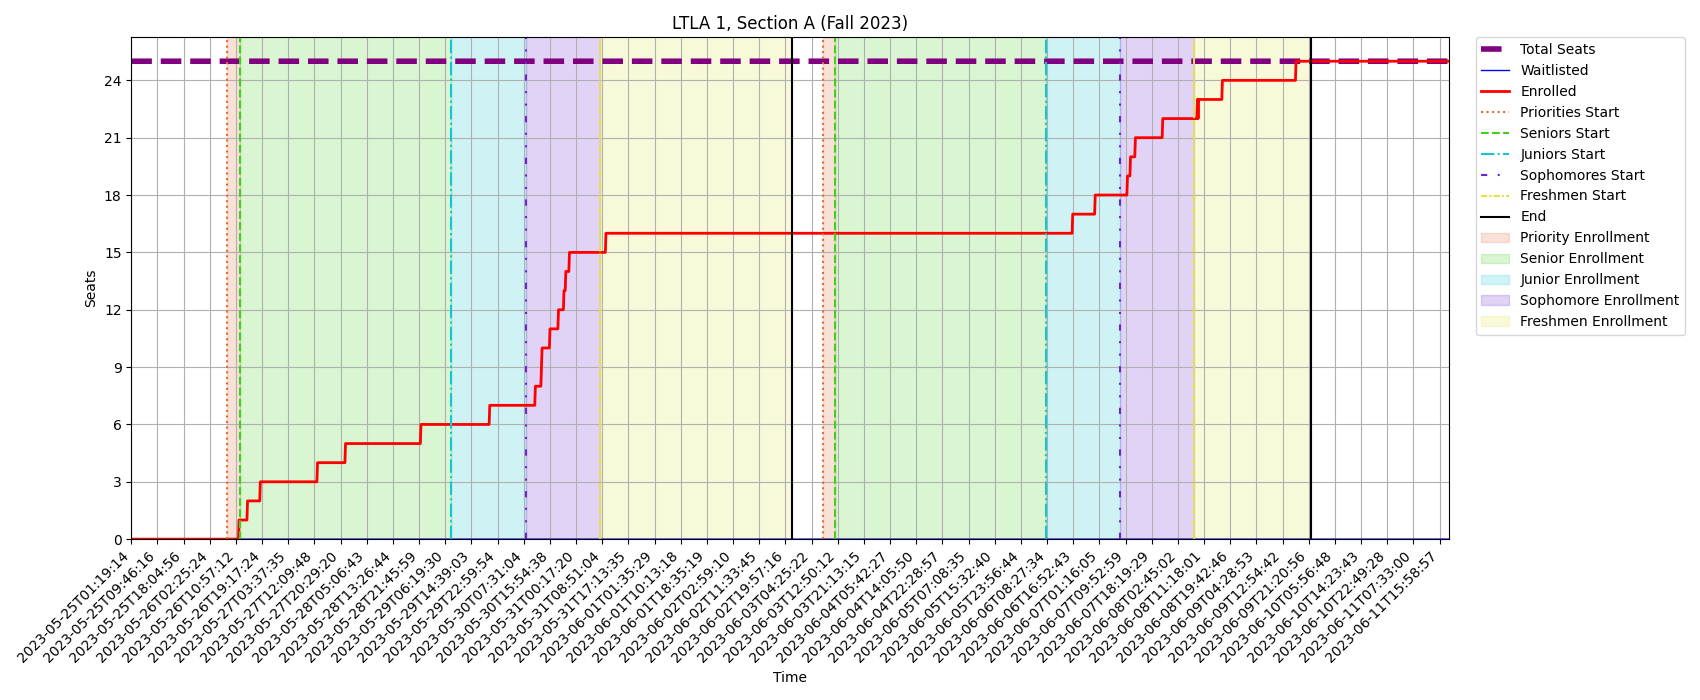 LTLA 1, Section A (Fall 2023)
Seats
24
21
18
15
12
9
6
3
0
2023-05-25T01:19:14
2023-05-25T09:46:16
2023-05-25T18:04:56
2023-05-26T02:25:24
2023-05-26T10:57:12
2023-05-26T19:17:24
2023-05-27T03:37:35
2023-05-27T12:09:48
2023-05-27T20:29:20
2023-05-28T05:06:43
2023-05-28T13:26:44
2023-05-28T21:45:59
2023-05-29T06:19:30
2023-05-29T14:39:03
2023-05-29T22:59:54
2023-05-30T07:31:04
2023-05-30T15:54:38
2023-05-31T00:17:20
2023-05-31T08:51:04
2023-05-31T17:13:35
2023-06-01T01:35:29
2023-06-01T10:13:18
2023-06-01T18:35:19
2023-06-02T02:59:10
2023-06-02T11:33:45
2023-06-02T19:57:16
2023-06-03T04:25:22
2023-06-03T12:50:12
2023-06-03T21:13:15
2023-06-04T05:42:27
2023-06-04T14:05:50
2023-06-04T22:28:57
2023-06-05T07:08:35
2023-06-05T15:32:40
2023-06-05T23:56:44
2023-06-06T08:27:34
2023-06-06T16:52:43
2023-06-07T01:16:05
2023-06-07T09:52:59
2023-06-07T18:19:29
2023-06-08T02:45:02
2023-06-08T11:18:01
2023-06-08T19:42:46
2023-06-09T04:28:53
2023-06-09T12:54:42
2023-06-09T21:20:56
2023-06-10T05:56:48
2023-06-10T14:23:43
2023-06-10T22:49:28
2023-06-11T07:33:00
2023-06-11T15:58:57
Time
Total Seats
Waitlisted
Enrolled
Priorities Start
Seniors Start
Juniors Start
Sophomores Start
Freshmen Start
End
Priority Enrollment
Senior Enrollment
Junior Enrollment
Sophomore Enrollment
Freshmen Enrollment